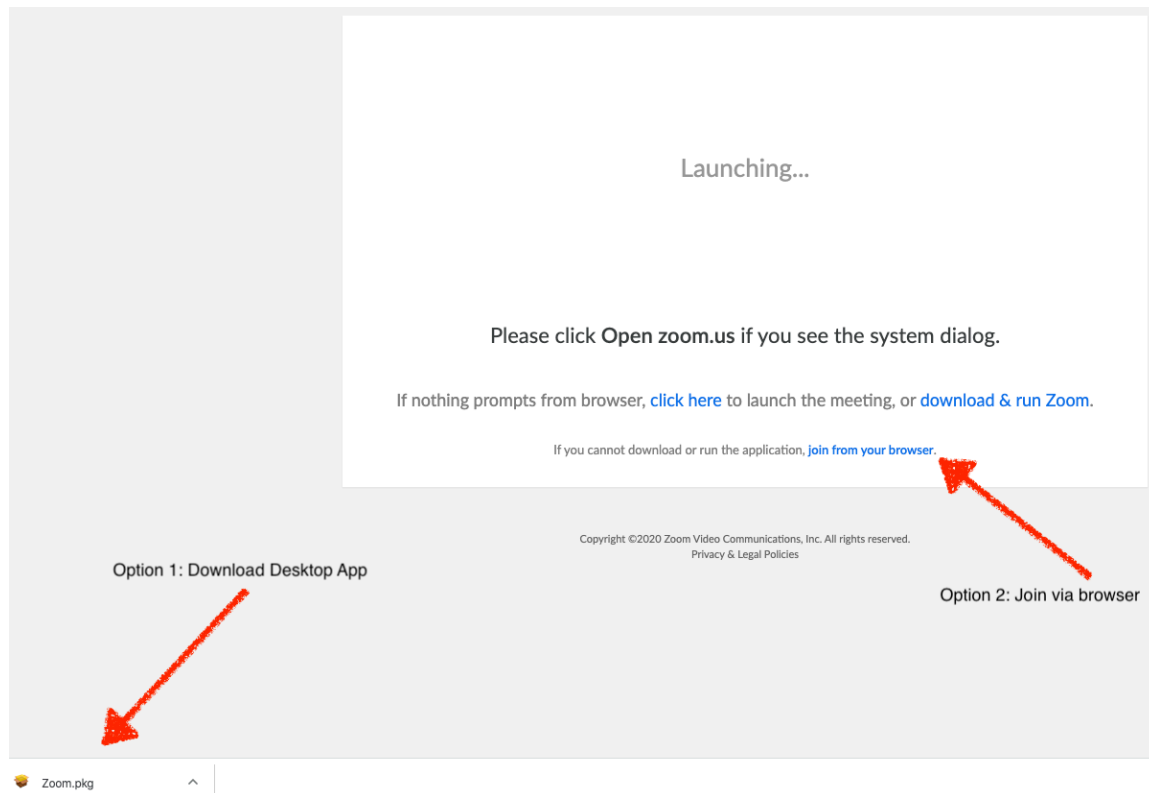 Launching...
Please click Open zoom.us if you see the system dialog.
If nothing prompts from browser, click here to launch the meeting, or download & run Zoom.
If you cannot download or run the application, join from your browser.
Copyright ©2020 Zoom Video Communications, Inc. All rights reserved.
Privacy & Legal Policies
Option 1: Download Desktop App
Option 2: Join via browser
Zoom.pkg